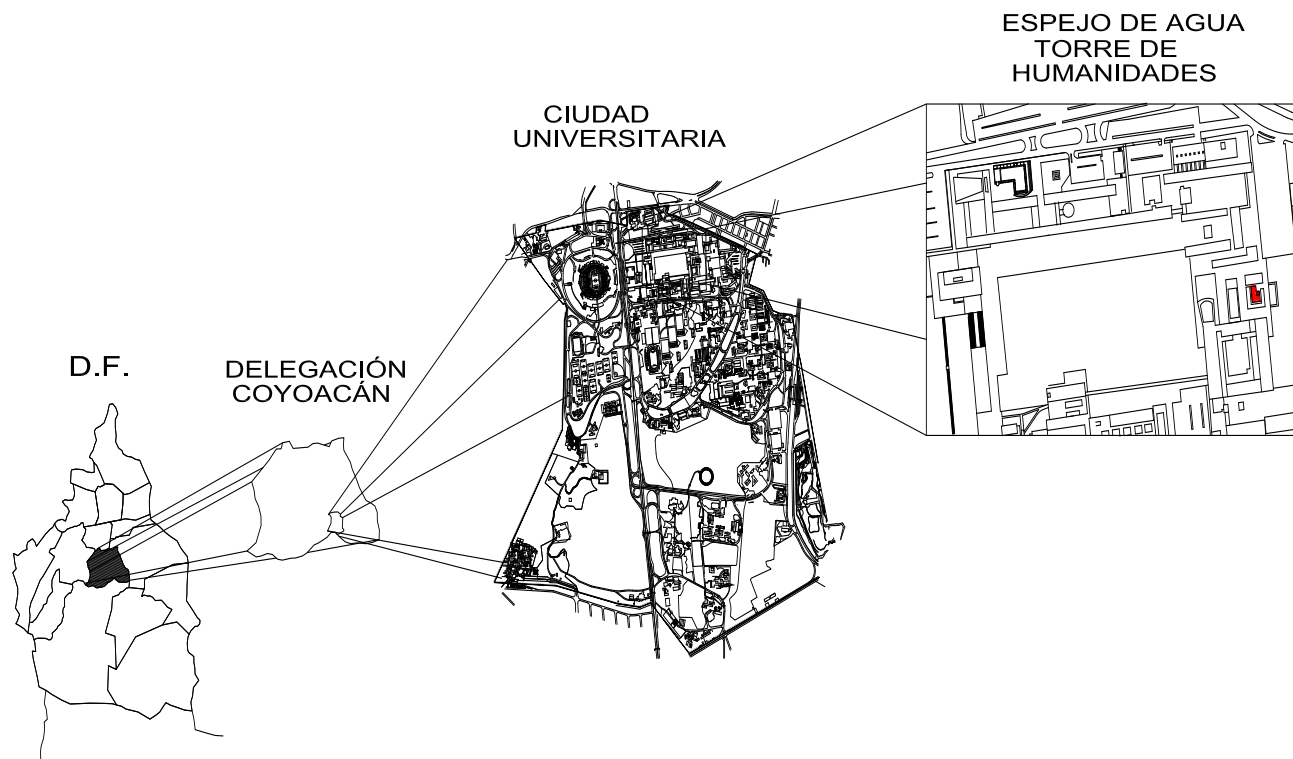 ESPEJO DE AGUA
TORRE DE
HUMANIDADES
CIUDAD
UNIVERSITARIA
DELEGACIÓN
COYOACÁN
D.F.